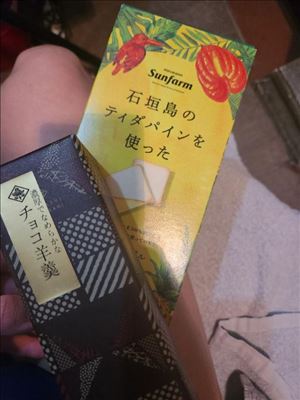 Sunfarm
石垣島の
ティダパインを
使った
濃厚でなめらかな
チョコ羊羹